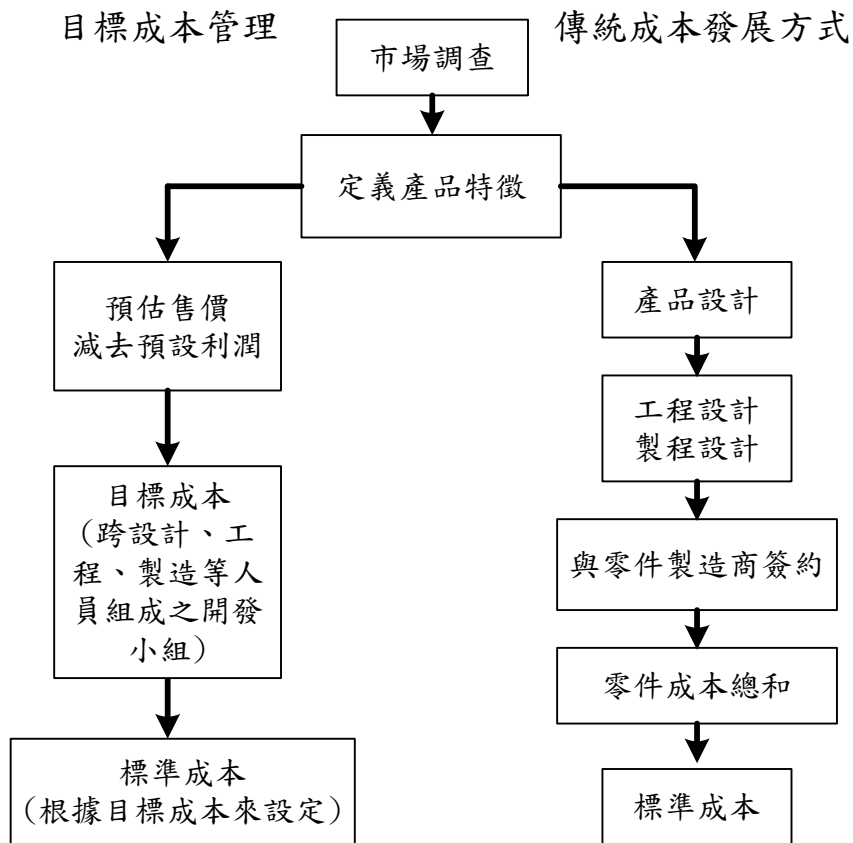 目標成本管理
傳統成本發展方式
市場調查
定義產品特徵
預估售價
減去預設利潤
目標成本
（跨設計、工
程、製造等人
員組成之開發
小組）
標準成本
（根據目標成本來設定）
產品設計
工程設計
製程設計
與零件製造商簽約
零件成本總和
標準成本